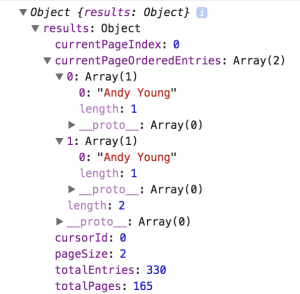 ▼ Object {results: Object} i
▼ results: Object
currentPageIndex: 0
▼ currentPageOrderedEntries: Array(2)
▼ 0: Array(1)
0: "Andy Young"
length: 1
▶ __proto__: Array(0)
▼ 1: Array(1)
0: "Andy Young"
length: 1
▶ __proto__: Array(0)
length: 2
▶ __proto__: Array(0)
cursorId: 0
pageSize: 2
totalEntries: 330
totalPages: 165